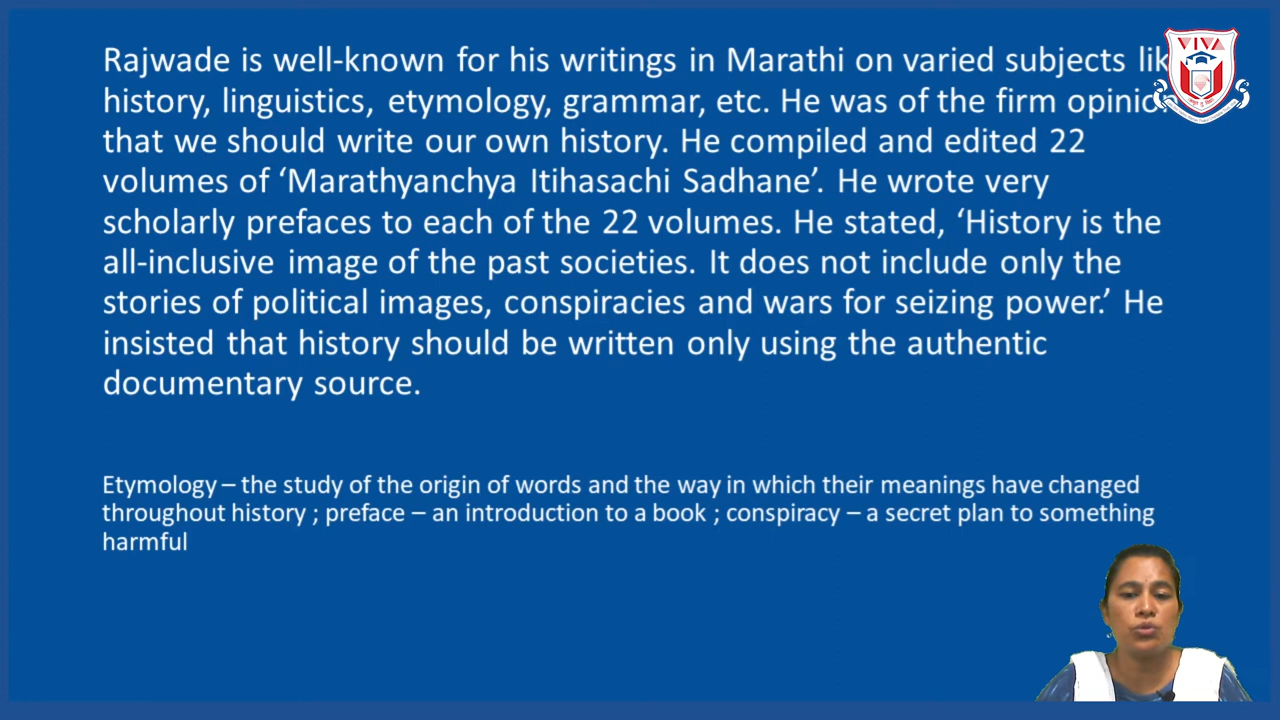 Rajwade is well-known for his writings in Marathi on varied subjects lik
history, linguistics, etymology, grammar, etc. He was of the firm opinion
that we should write our own history. He compiled and edited 22
volumes of ‘Marathyanchya Itihasachi Sadhane’. He wrote very
scholarly prefaces to each of the 22 volumes. He stated, ‘History is the
all-inclusive image of the past societies. It does not include only the
stories of political images, conspiracies and wars for seizing power.’ He
insisted that history should be written only using the authentic
documentary source.
Etymology – the study of the origin of words and the way in which their meanings have changed
throughout history ; preface – an introduction to a book ; conspiracy – a secret plan to something
harmful
VIVA